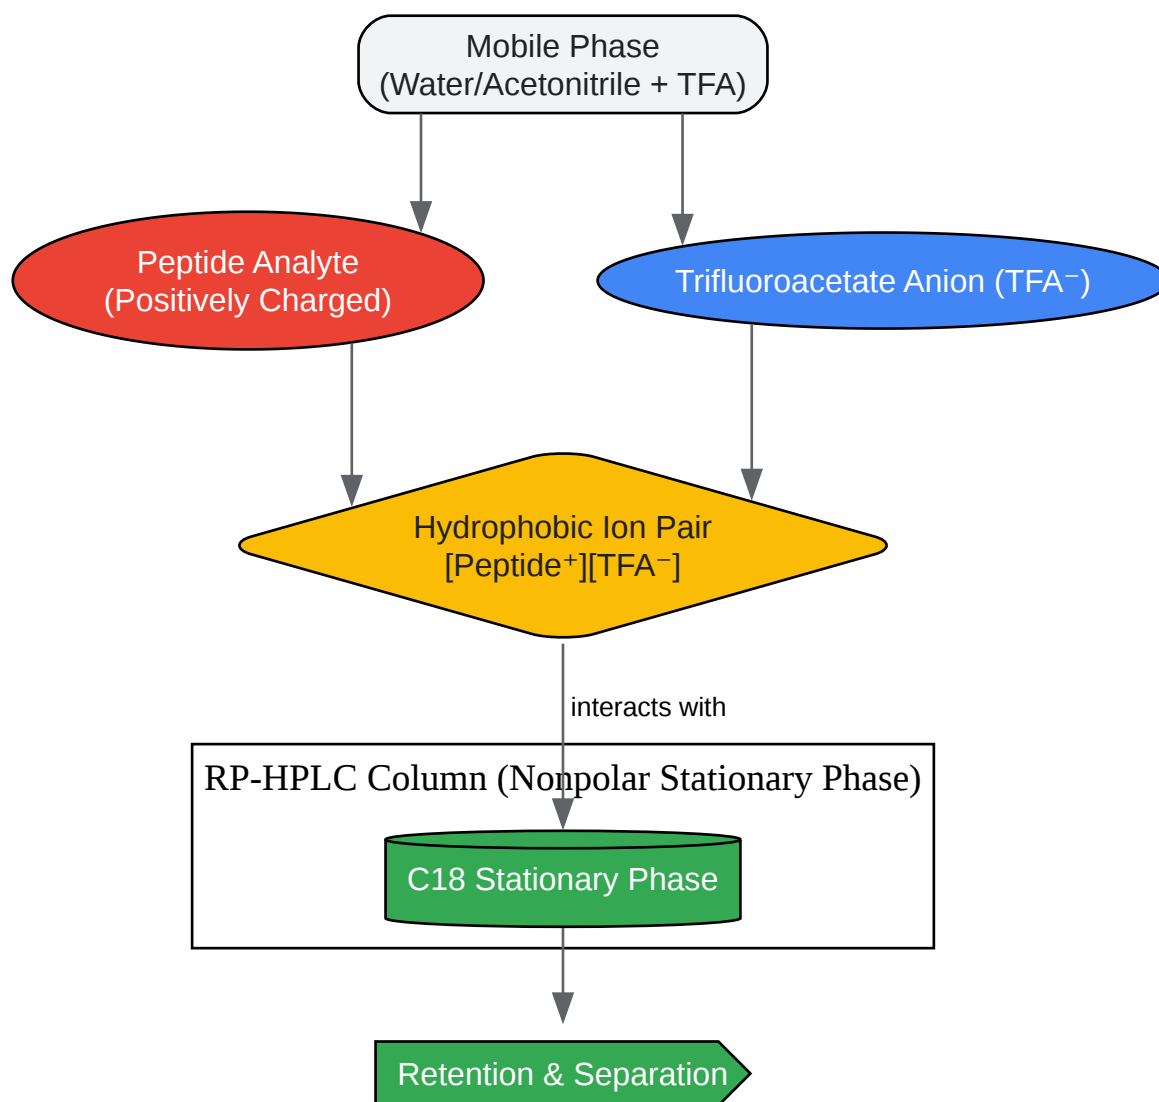 Mobile Phase
(Water/Acetonitrile + TFA)
Peptide Analyte
(Positively Charged)
Trifluoroacetate Anion (TFA⁻)
Hydrophobic Ion Pair
[Peptide⁺][TFA⁻]
interacts with
RP-HPLC Column (Nonpolar Stationary Phase)
C18 Stationary Phase
Retention & Separation